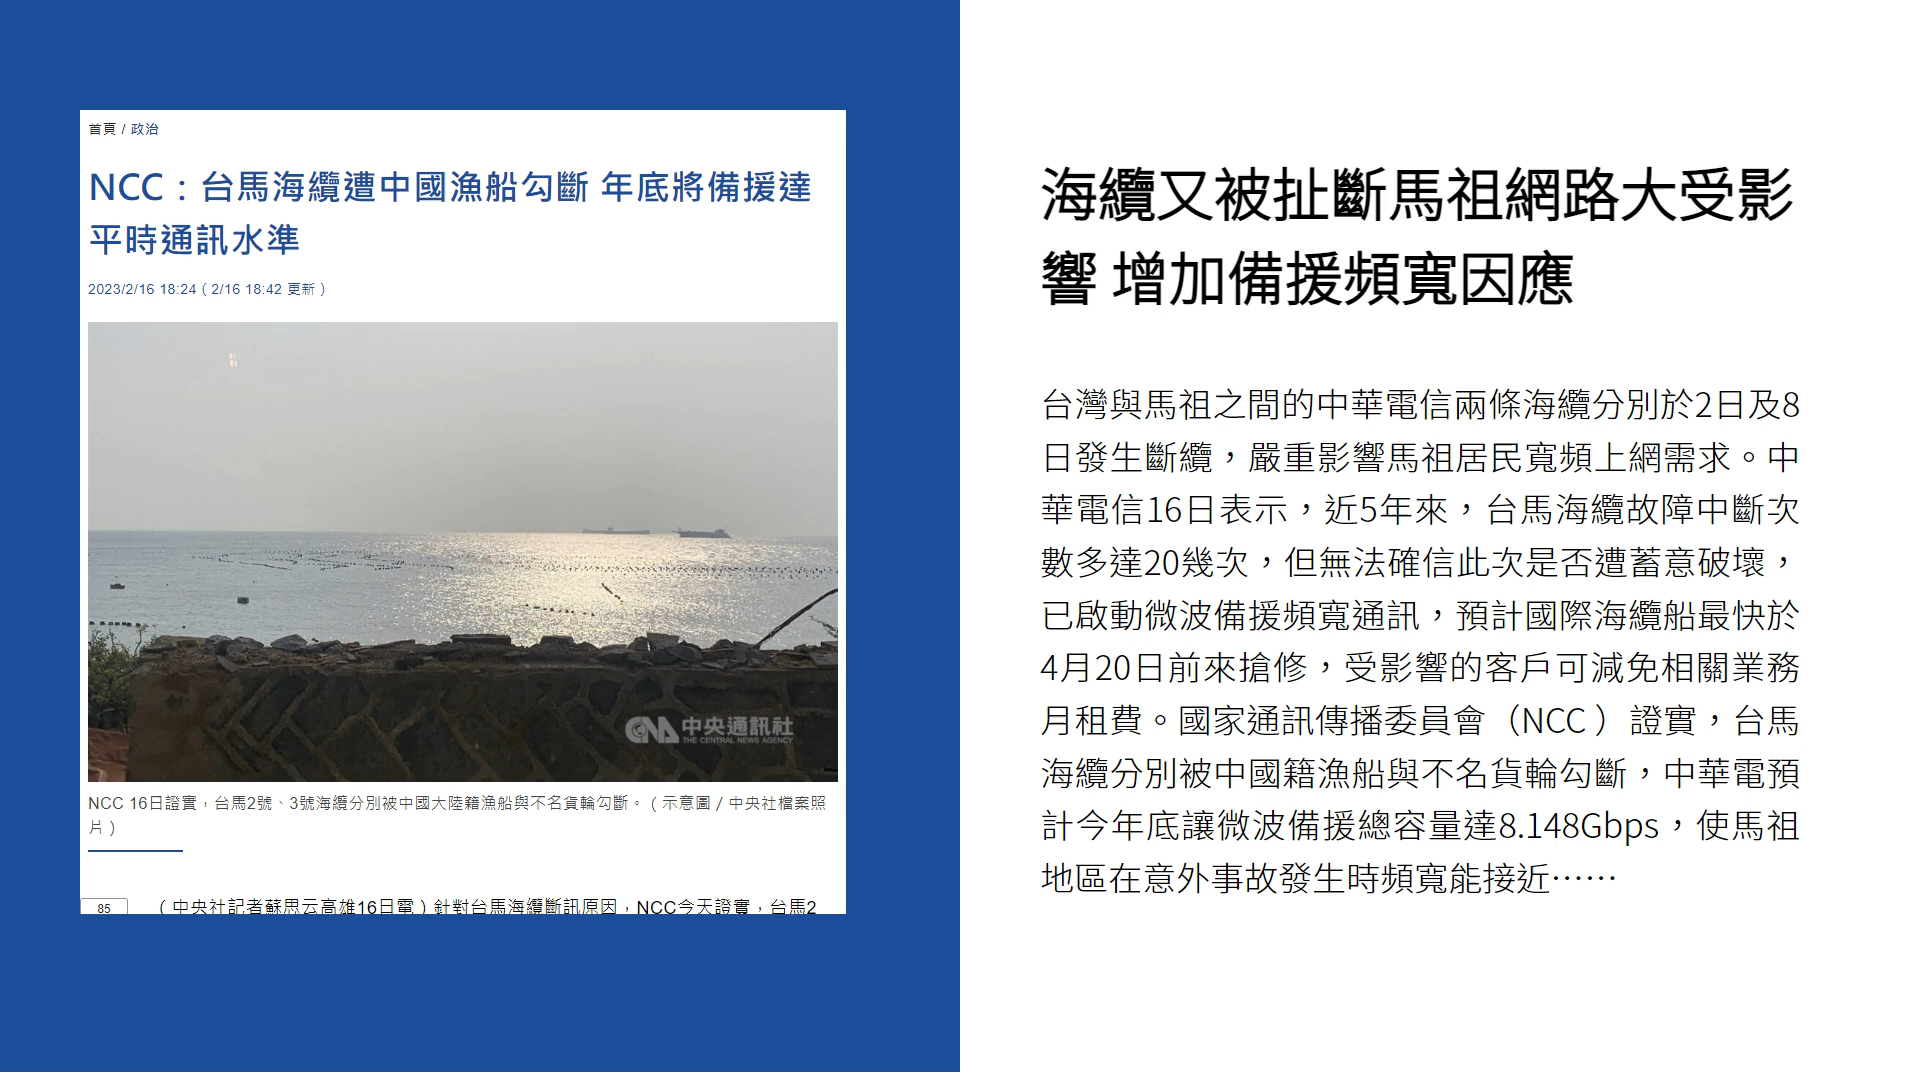 首頁 / 政治
NCC：台馬海纜遭中國漁船勾斷 年底將備援達
平時通訊水準
2023/2/16 18:24（2/16 18:42 更新）
中央通訊社
THE CENTRAL NEWS AGENCY
NCC 16日證實，台馬2號、3號海纜分別被中國大陸籍漁船與不名貨輪勾斷。（示意圖／中央社檔案照
片）
85
（中央社記者蘇思云高雄16日電）針對台馬海纜斷訊原因，NCC今天證實，台馬2
海纜又被扯斷馬祖網路大受影
響 增加備援頻寬因應
台灣與馬祖之間的中華電信兩條海纜分別於2日及8
日發生斷纜，嚴重影響馬祖居民寬頻上網需求。中
華電信16日表示，近5年來，台馬海纜故障中斷次
數多達20幾次，但無法確信此次是否遭蓄意破壞，
已啟動微波備援頻寬通訊，預計國際海纜船最快於
4月20日前來搶修，受影響的客戶可減免相關業務
月租費。國家通訊傳播委員會（NCC ）證實，台馬
海纜分別被中國籍漁船與不名貨輪勾斷，中華電預
計今年底讓微波備援總容量達8.148Gbps，使馬祖
地區在意外事故發生時頻寬能接近……